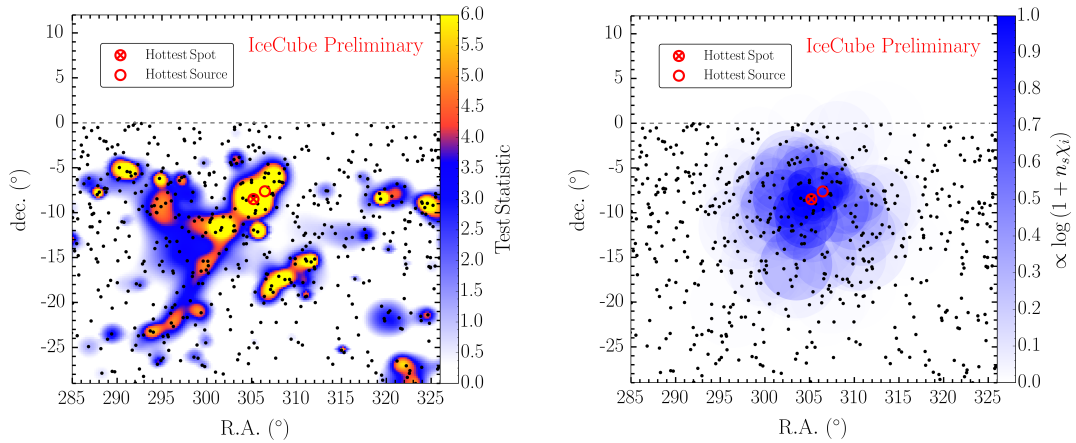 IceCube Preliminary
Hottest Spot
Hottest Source
10
5
0
-5
-10
-15
-20
-25
dec. (°)
285 290 295 300 305 310 315 320 325
R.A. (°)
6.0
5.5
5.0
4.5
4.0
3.5
3.0
2.5
2.0
1.5
1.0
0.5
0.0
Test Statistic
IceCube Preliminary
Hottest Spot
Hottest Source
10
5
0
-5
-10
-15
-20
-25
dec. (°)
285 290 295 300 305 310 315 320 325
R.A. (°)
1.0
0.9
0.8
0.7
0.6
0.5
0.4
0.3
0.2
0.1
0.0
∝ log (1 + n_s χ_i)